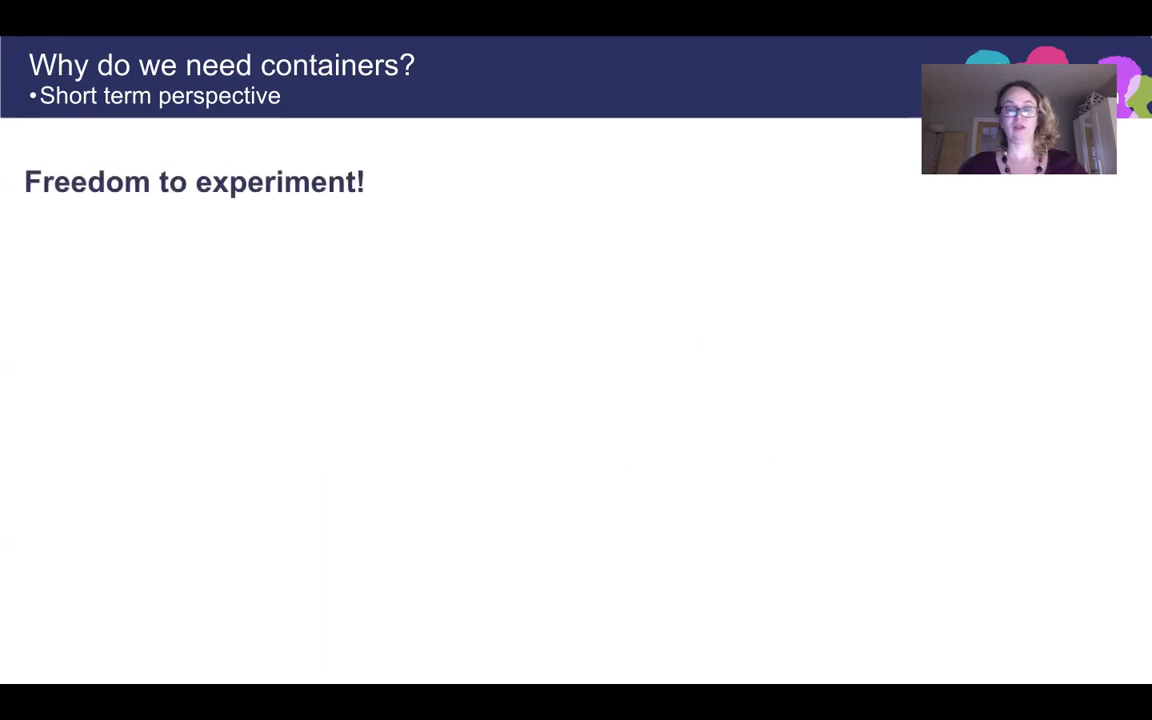 Why do we need containers?
•Short term perspective
Freedom to experiment!